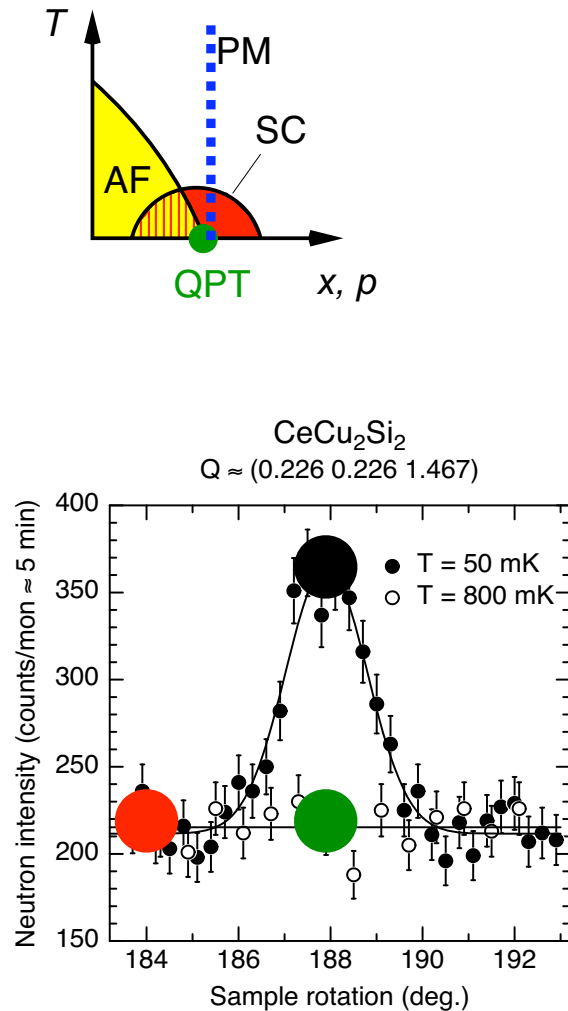 T
PM
SC
AF
QPT
x, p
CeCu₂Si₂
Q ≈ (0.226 0.226 1.467)
Neutron intensity (counts/mon ≈ 5 min)
400
350
300
250
200
150
T = 50 mK
T = 800 mK
184 186 188 190 192
Sample rotation (deg.)